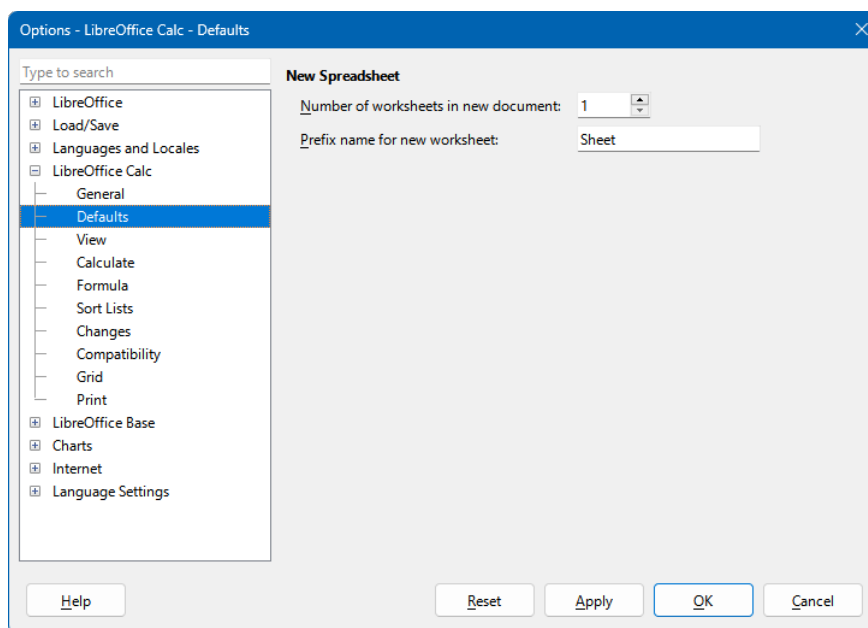 Options - LibreOffice Calc - Defaults
Type to search
LibreOffice
Load/Save
Languages and Locales
LibreOffice Calc
General
Defaults
View
Calculate
Formula
Sort Lists
Changes
Compatibility
Grid
Print
LibreOffice Base
Charts
Internet
Language Settings
New Spreadsheet
Number of worksheets in new document: 1
Prefix name for new worksheet: Sheet
Help Reset Apply OK Cancel